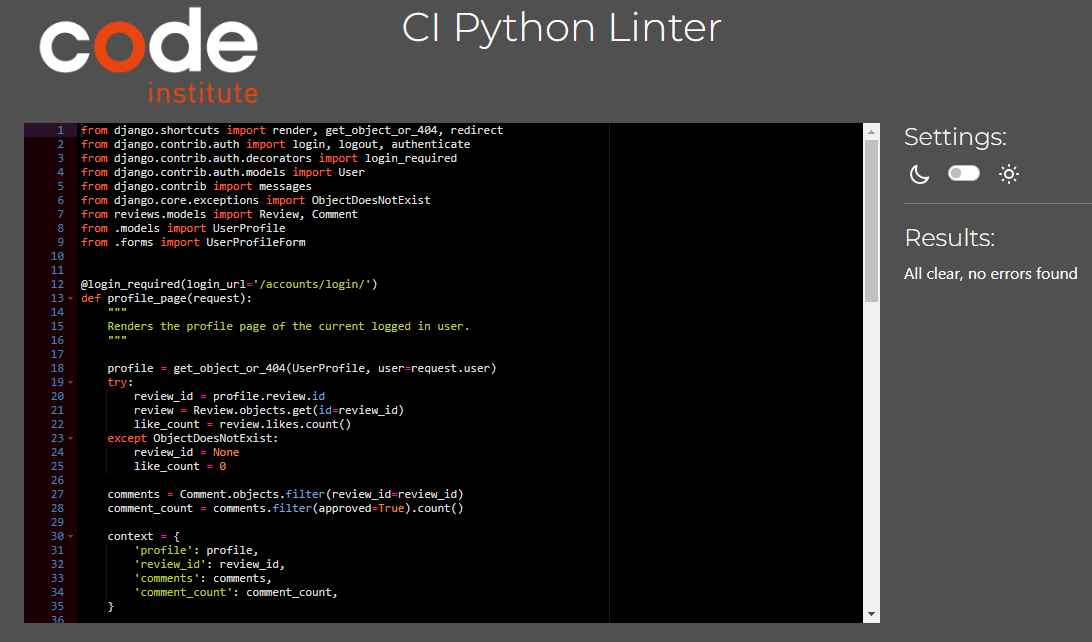 code
institute
CI Python Linter
1 from django.shortcuts import render, get_object_or_404, redirect
2 from django.contrib.auth import login, logout, authenticate
3 from django.contrib.auth.decorators import login_required
4 from django.contrib.auth.models import User
5 from django.contrib import messages
6 from django.core.exceptions import ObjectDoesNotExist
7 from reviews.models import Review, Comment
8 from .models import UserProfile
9 from .forms import UserProfileForm
10
11
12 @login_required(login_url='/accounts/login/')
13 def profile_page(request):
14     """
15     Renders the profile page of the current logged in user.
16     """
17
18     profile = get_object_or_404(UserProfile, user=request.user)
19     try:
20         review_id = profile.review.id
21         review = Review.objects.get(id=review_id)
22         like_count = review.likes.count()
23     except ObjectDoesNotExist:
24         review_id = None
25         like_count = 0
26
27     comments = Comment.objects.filter(review_id=review_id)
28     comment_count = comments.filter(approved=True).count()
29
30     context = {
31         'profile': profile,
32         'review_id': review_id,
33         'comments': comments,
34         'comment_count': comment_count,
35     }
36
Settings:
Results:
All clear, no errors found